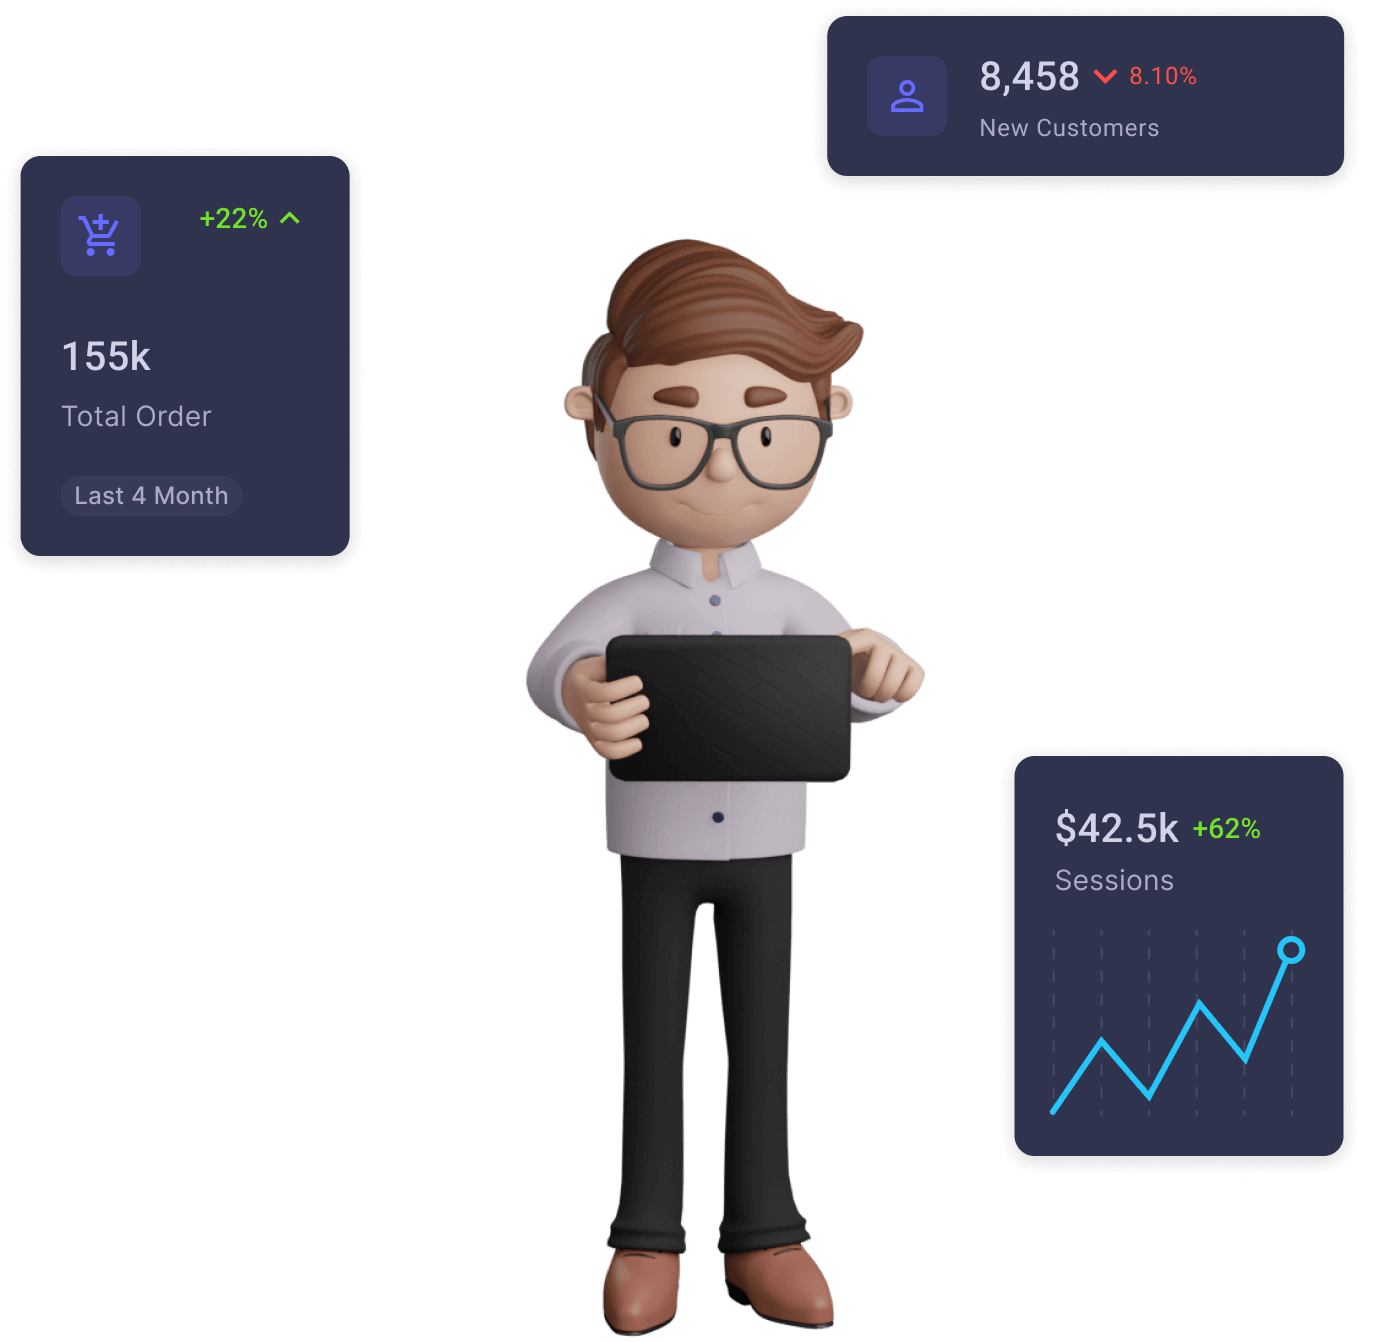 8,458 8.10%
New Customers
+22%
155k
Total Order
Last 4 Month
$42.5k +62%
Sessions